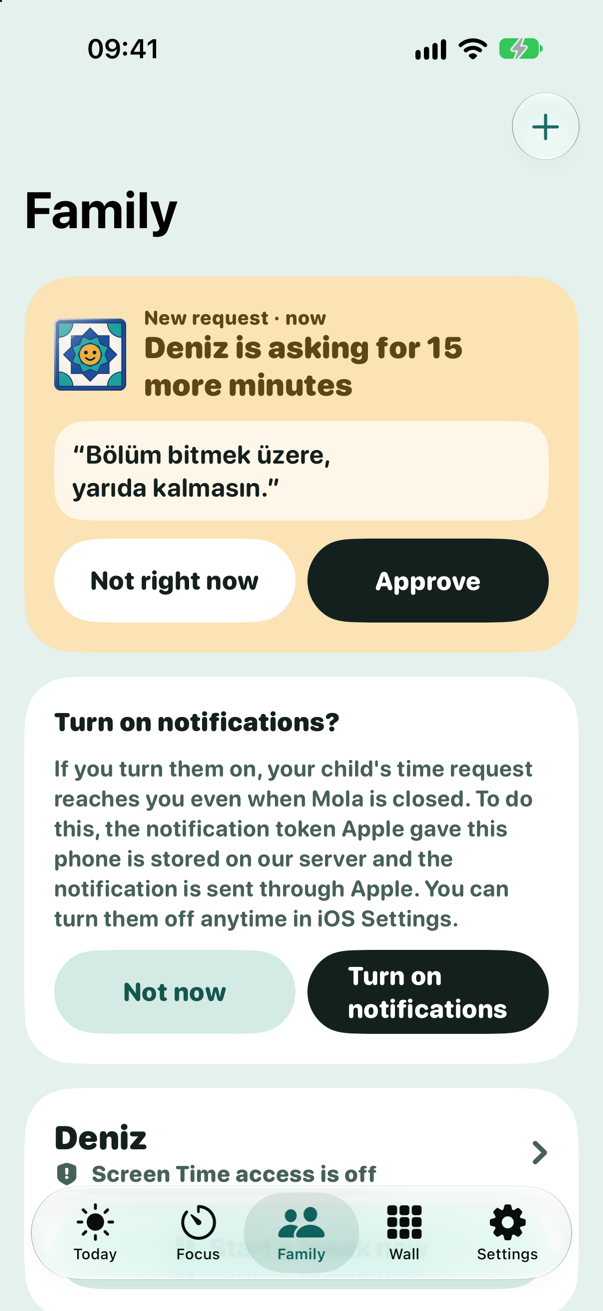 09:41
Family
New request · now
Deniz is asking for 15
more minutes
“Bölüm bitmek üzere,
yarıda kalmasın.”
Not right now
Approve
Turn on notifications?
If you turn them on, your child's time request
reaches you even when Mola is closed. To do
this, the notification token Apple gave this
phone is stored on our server and the
notification is sent through Apple. You can
turn them off anytime in iOS Settings.
Not now
Turn on
notifications
Deniz
Screen Time access is off
Today
Focus
Family
Wall
Settings